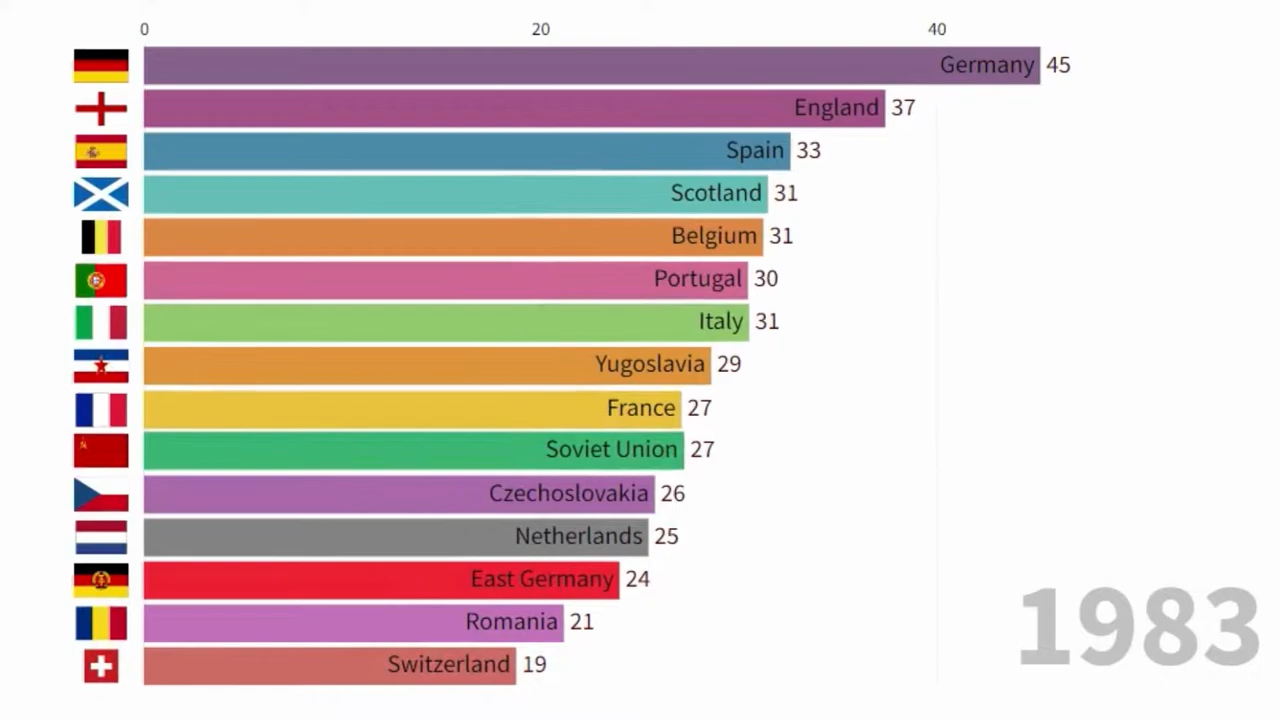 0 20 40
Germany 45
England 37
Spain 33
Scotland 31
Belgium 31
Portugal 30
Italy 31
Yugoslavia 29
France 27
Soviet Union 27
Czechoslovakia 26
Netherlands 25
East Germany 24
Romania 21
Switzerland 19
1983